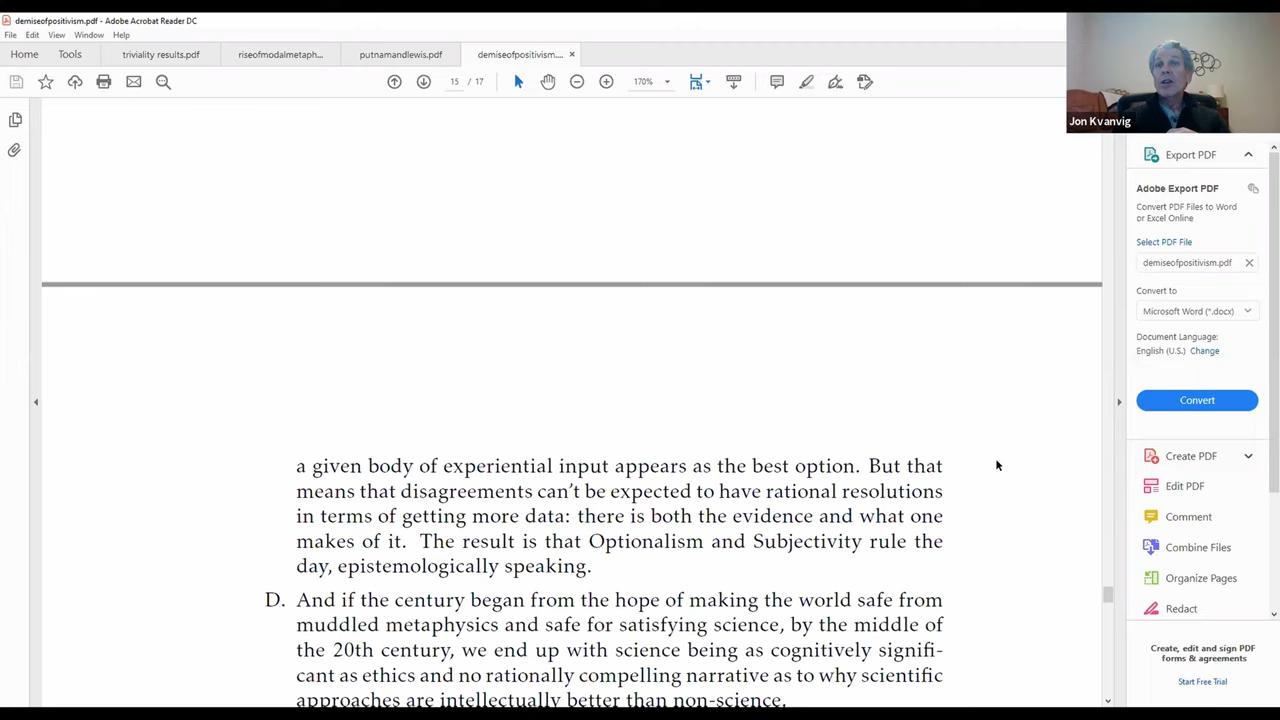 demiseofpositivism.pdf - Adobe Acrobat Reader DC
File Edit View Window Help
Home Tools triviality results.pdf riseofmodalmetaph... putnamandlewis.pdf demiseofpositivism.... ×
15 / 17 170%
Jon Kvanvig
Export PDF
Adobe Export PDF
Convert PDF Files to Word
or Excel Online
Select PDF File
demiseofpositivism.pdf
Convert to
Microsoft Word (*.docx)
Document Language:
English (U.S.) Change
Convert
Create PDF
Edit PDF
Comment
Combine Files
Organize Pages
Redact
Create, edit and sign PDF
forms & agreements
Start Free Trial
a given body of experiential input appears as the best option. But that
means that disagreements can't be expected to have rational resolutions
in terms of getting more data: there is both the evidence and what one
makes of it. The result is that Optionalism and Subjectivity rule the
day, epistemologically speaking.
D. And if the century began from the hope of making the world safe from
muddled metaphysics and safe for satisfying science, by the middle of
the 20th century, we end up with science being as cognitively signifi-
cant as ethics and no rationally compelling narrative as to why scientific
approaches are intellectually better than non-science.